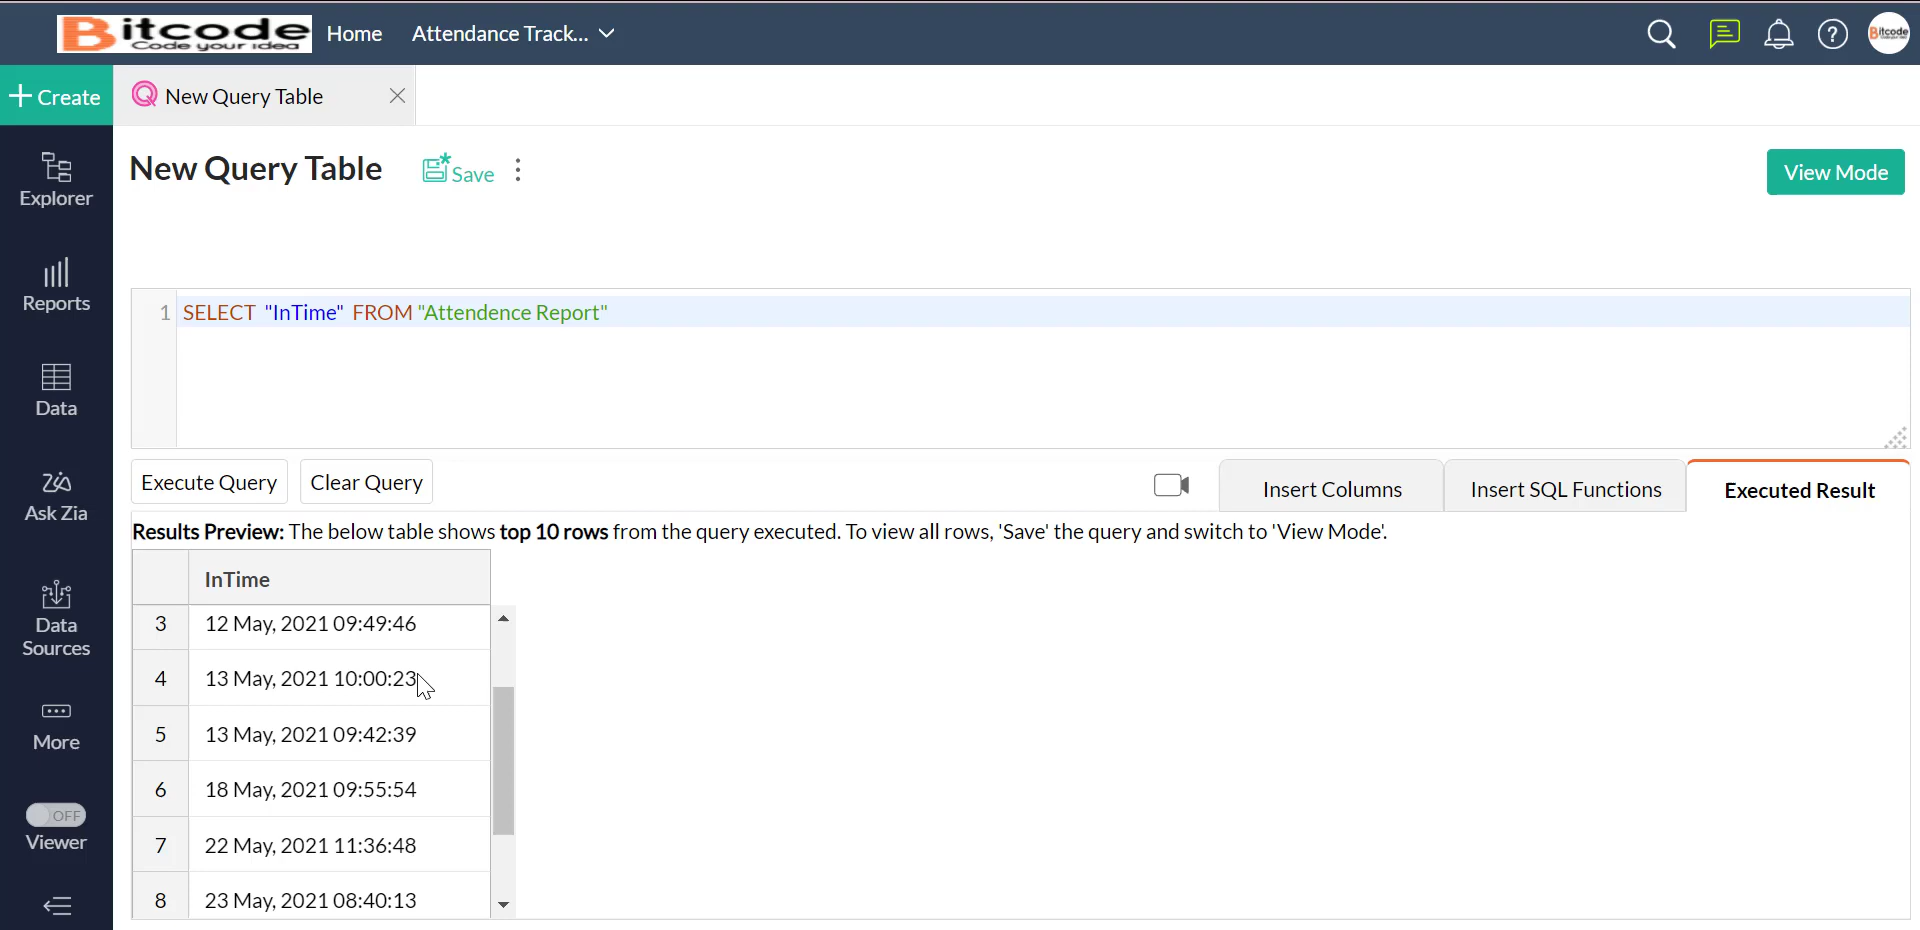 Bitcode
Code your idea
Home
Attendance Track...
Bitcode
+ Create
New Query Table
Explorer
Reports
Data
Ask Zia
Data
Sources
More
OFF
Viewer
New Query Table
Save
View Mode
1 SELECT "InTime" FROM "Attendence Report"
Execute Query
Clear Query
Insert Columns
Insert SQL Functions
Executed Result
Results Preview: The below table shows top 10 rows from the query executed. To view all rows, 'Save' the query and switch to 'View Mode'.
InTime
3 12 May, 2021 09:49:46
4 13 May, 2021 10:00:23
5 13 May, 2021 09:42:39
6 18 May, 2021 09:55:54
7 22 May, 2021 11:36:48
8 23 May, 2021 08:40:13